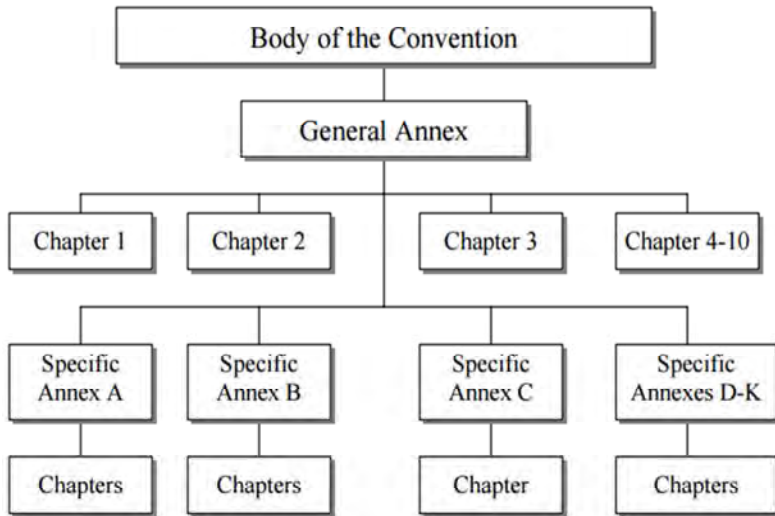 Body of the Convention
General Annex
Chapter 1
Chapter 2
Chapter 3
Chapter 4-10
Specific
Annex A
Specific
Annex B
Specific
Annex C
Specific
Annexes D-K
Chapters
Chapters
Chapter
Chapters